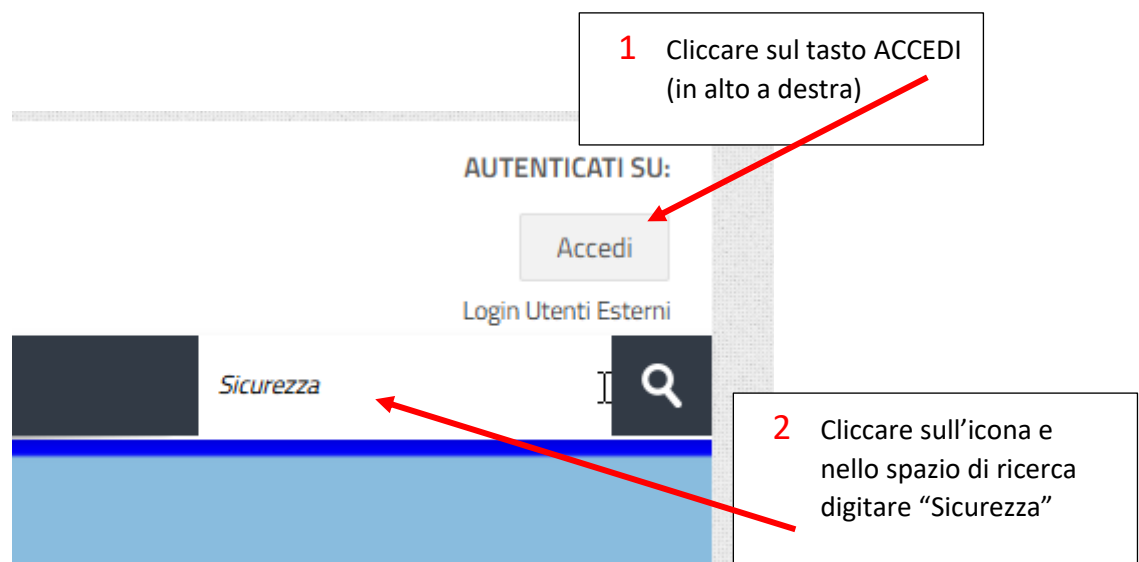 1 Cliccare sul tasto ACCEDI
(in alto a destra)
AUTENTICATI SU:
Accedi
Login Utenti Esterni
Sicurezza
2 Cliccare sull’icona e
nello spazio di ricerca
digitare “Sicurezza”